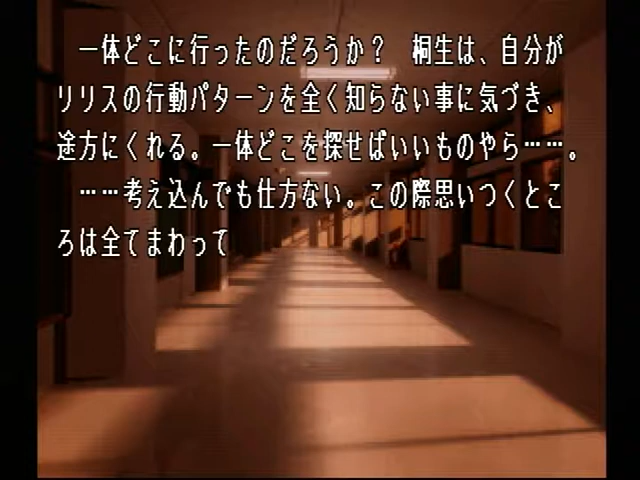 一体どこに行ったのだろうか？　桐生は、自分が
リリスの行動パターンを全く知らない事に気づき、
途方にくれる。一体どこを探せばいいものやら……。
……考え込んでも仕方ない。この際思いつくとこ
ろは全てまわって